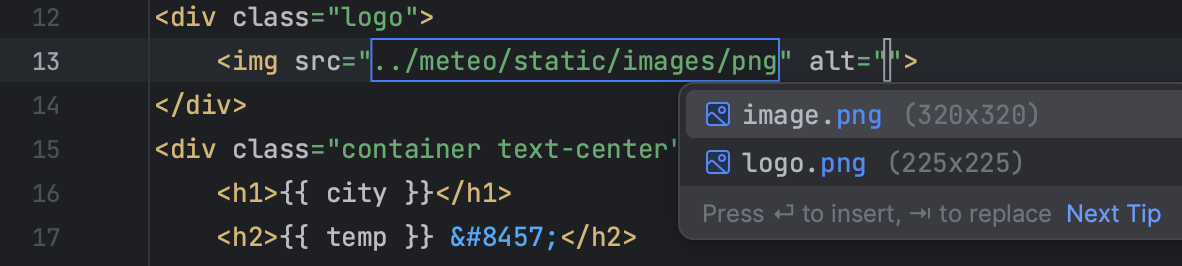 12 <div class="logo">
13 <img src="../meteo/static/images/png" alt="">
image.png (320x320)
14 </div>
15 <div class="container text-center"
logo.png (225x225)
16 <h1>{{ city }}</h1>
Press ⏎ to insert, ⇥ to replace Next Tip
17 <h2>{{ temp }} &#8457;</h2>